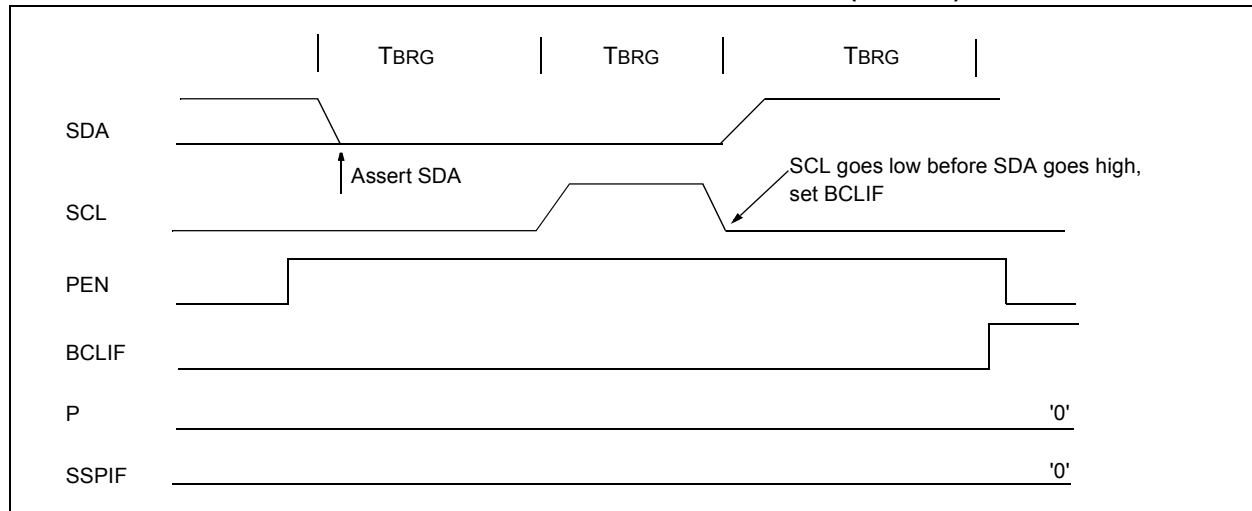 TBRG TBRG TBRG
SDA
Assert SDA
SCL goes low before SDA goes high,
set BCLIF
SCL
PEN
BCLIF
P '0'
SSPIF '0'